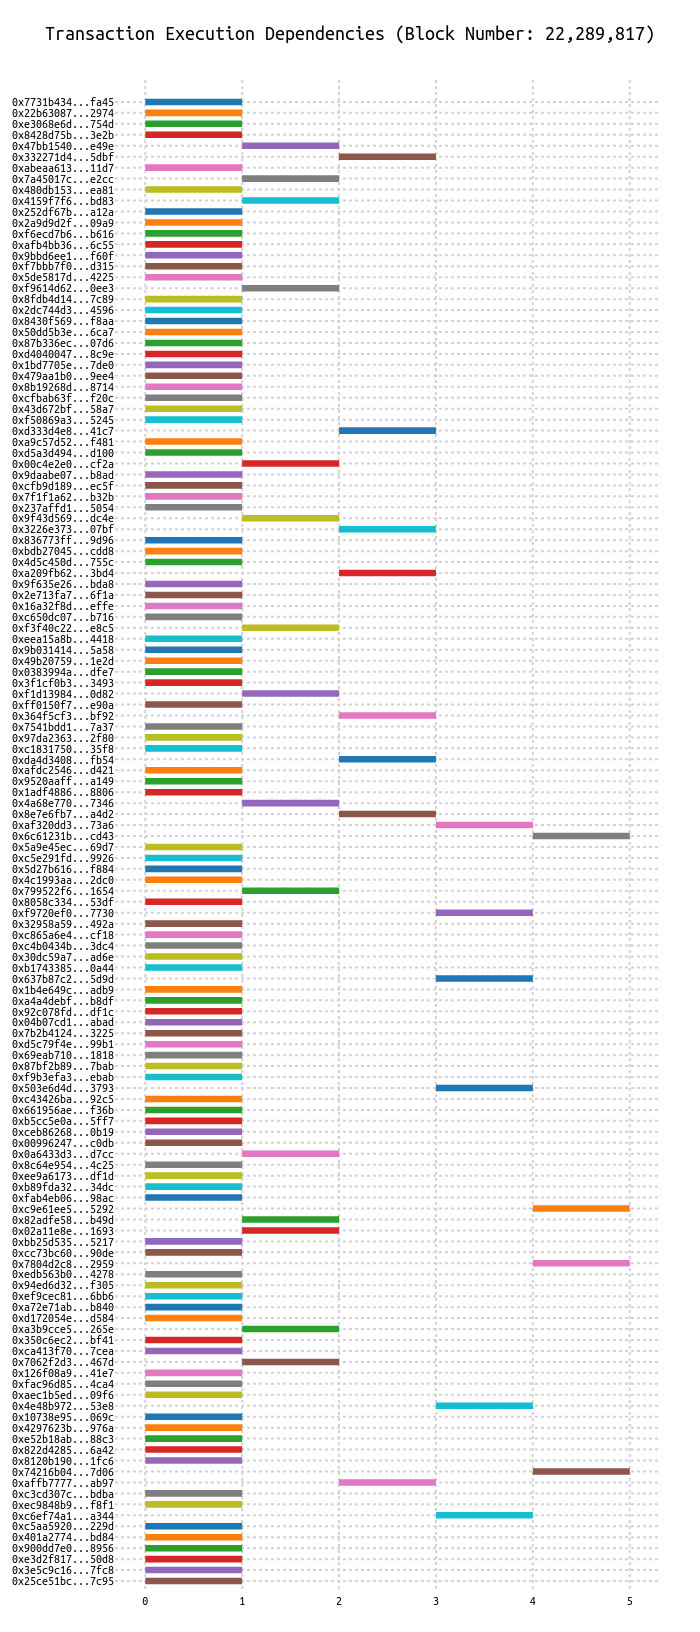 Transaction Execution Dependencies (Block Number: 22,289,817)
0x7731b434...fa45
0x22b63087...2974
0xe3068e6d...754d
0x8428d75b...3e2b
0x47bb1540...e49e
0x332271d4...5dbf
0xabeaa613...11d7
0x7a45017c...e2cc
0x480db153...ea81
0x4159f7f6...bd83
0x252df67b...a12a
0x2a9d9d2f...09a9
0xf6ecd7b6...b616
0xafb4bb36...6c55
0x9bbd6ee1...f60f
0xf7bbb7f0...d315
0x5de5817d...4225
0xf9614d62...0ee3
0x8fdb4d14...7c89
0x2dc744d3...4596
0x8430f569...f8aa
0x50dd5b3e...6ca7
0x87b336ec...07d6
0xd4040047...8c9e
0x1bd7705e...7de0
0x479aa1b0...9ee4
0x8b19268d...8714
0xcfbab63f...f20c
0x43d672bf...58a7
0xf50869a3...5245
0xd333d4e8...41c7
0xa9c57d52...f481
0xd5a3d494...d100
0x00c4e2e0...cf2a
0x9daabe07...b8ad
0xcfb9d189...ec5f
0x7f1f1a62...b32b
0x237affd1...5054
0x9f43d569...dc4e
0x3226e373...07bf
0x836773ff...9d96
0xbdb27045...cdd8
0x4d5c450d...755c
0xa209fb62...3bd4
0x9f635e26...bda8
0x2e713fa7...6f1a
0x16a32f8d...effe
0xc650dc07...b716
0xf3f40c22...e8c5
0xeea15a8b...4418
0x9b031414...5a58
0x49b20759...1e2d
0x0383994a...dfe7
0x3f1cf0b3...3493
0xf1d13984...0d82
0xff0150f7...e90a
0x364f5cf3...bf92
0x7541bdd1...7a37
0x97da2363...2f80
0xc1831750...35f8
0xda4d3408...fb54
0xafdc2546...d421
0x9520aaff...a149
0x1adf4886...8806
0x4a68e770...7346
0x8e7e6fb7...a4d2
0xaf320dd3...73a6
0x6c61231b...cd43
0x5a9e45ec...69d7
0xc5e291fd...9926
0x5d27b616...f884
0x4c1993aa...2dc0
0x799522f6...1654
0x8058c334...53df
0xf9720ef0...7730
0x32958a59...492a
0xc865a6e4...cf18
0xc4b0434b...3dc4
0x30dc59a7...ad6e
0xb1743385...0a44
0x637b87c2...5d9d
0x1b4e649c...adb9
0xa4a4debf...b8df
0x92c078fd...df1c
0x04b07cd1...abad
0x7b2b4124...3225
0xd5c79f4e...99b1
0x69eab710...1818
0x87bf2b89...7bab
0xf9b3efa3...ebab
0x503e6d4d...3793
0xc43426ba...92c5
0x661956ae...f36b
0xb5cc5e0a...5ff7
0xceb86268...0b19
0x00996247...c0db
0x0a6433d3...d7cc
0x8c64e954...4c25
0xee9a6173...df1d
0xb89fda32...34dc
0xfab4eb06...98ac
0xc9e61ee5...5292
0x82adfe58...b49d
0x02a11e8e...1693
0xbb25d535...5217
0xcc73bc60...90de
0x7804d2c8...2959
0xedb563b0...4278
0x94ed6d32...f305
0xef9cec81...6bb6
0xa72e71ab...b840
0xd172054e...d584
0xa3b9cce5...265e
0x350c6ec2...bf41
0xca413f70...7cea
0x7062f2d3...467d
0x126f08a9...41e7
0xfac96d85...4ca4
0xaec1b5ed...09f6
0x4e48b972...53e8
0x10738e95...069c
0x4297623b...976a
0xe52b18ab...88c3
0x822d4285...6a42
0x8120b190...1fc6
0x74216b04...7d06
0xaffb7777...ab97
0xc3cd307c...bdba
0xec9848b9...f8f1
0xc6ef74a1...a344
0xc5aa5920...229d
0x401a2774...bd84
0x900dd7e0...8956
0xe3d2f817...50d8
0x3e5c9c16...7fc8
0x25ce51bc...7c95
0 1 2 3 4 5